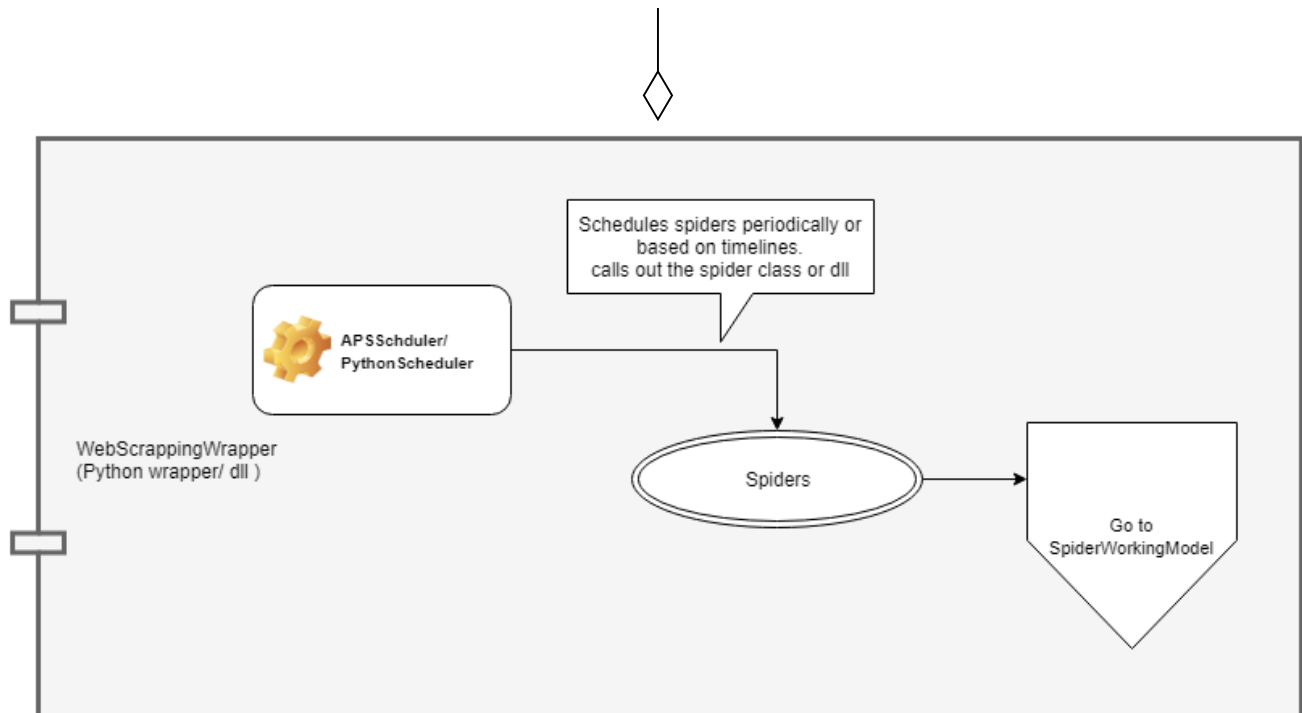 Schedules spiders periodically or
based on timelines.
calls out the spider class or dll
APSSchduler/
PythonScheduler
WebScrappingWrapper
(Python wrapper/ dll )
Spiders
Go to
SpiderWorkingModel